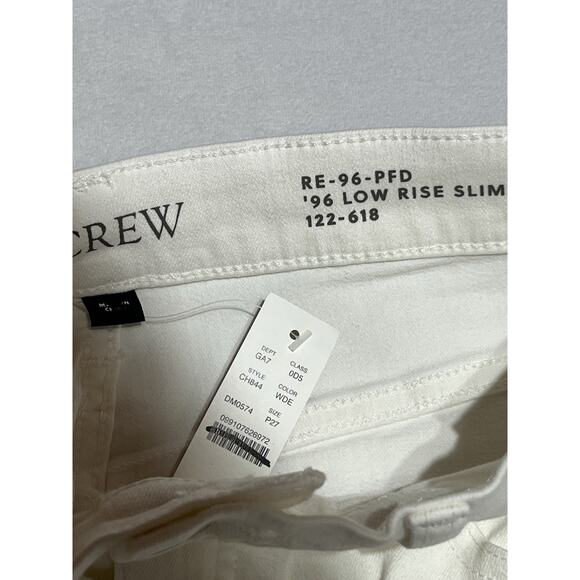 CREW
RE-96-PFD
'96 LOW RISE SLIM
122-618
DEPT CLASS
GA7 0D5
STYLE COLOR
CH844 WDE
SIZE
DM0574 P27
099107626972